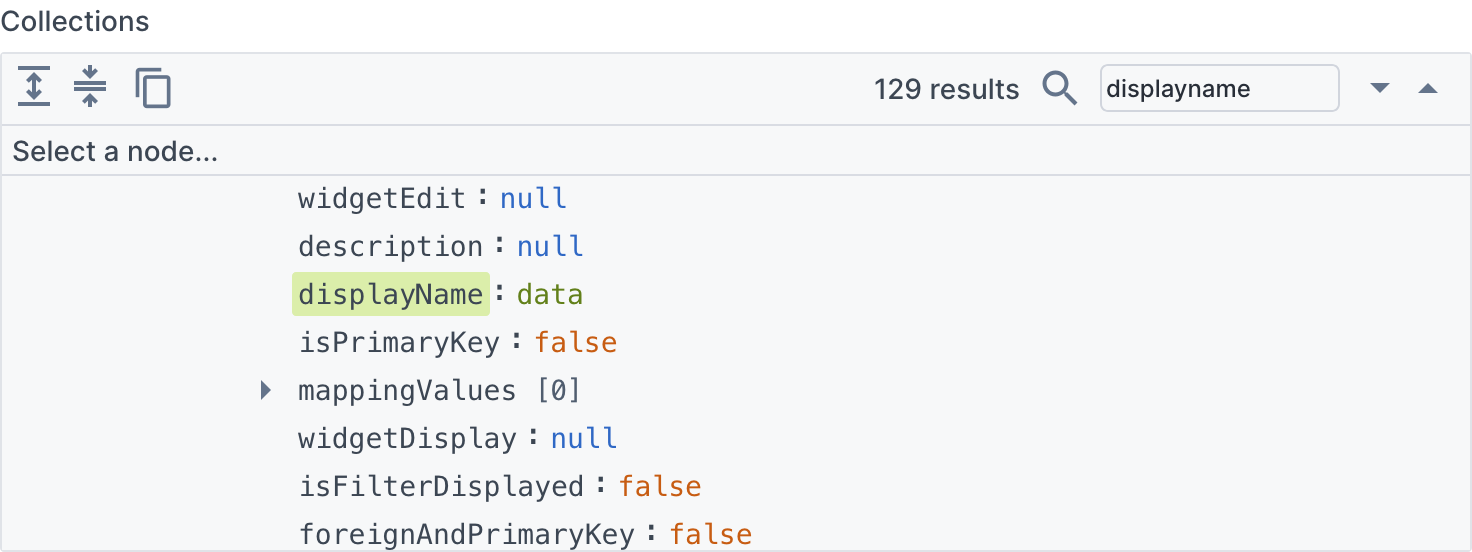 Collections
129 results displayname
Select a node...
widgetEdit : null
description : null
displayName : data
isPrimaryKey : false
mappingValues [0]
widgetDisplay : null
isFilterDisplayed : false
foreignAndPrimaryKey : false